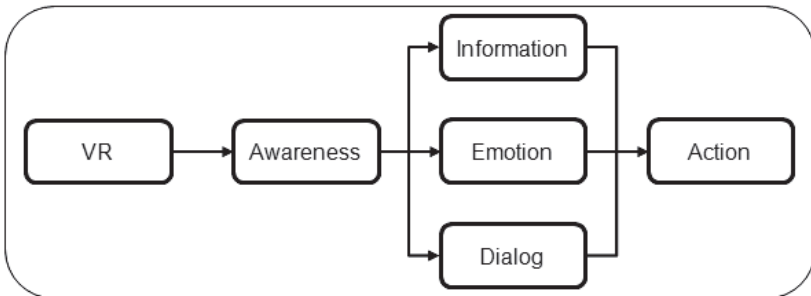 VR
Awareness
Information
Emotion
Dialog
Action